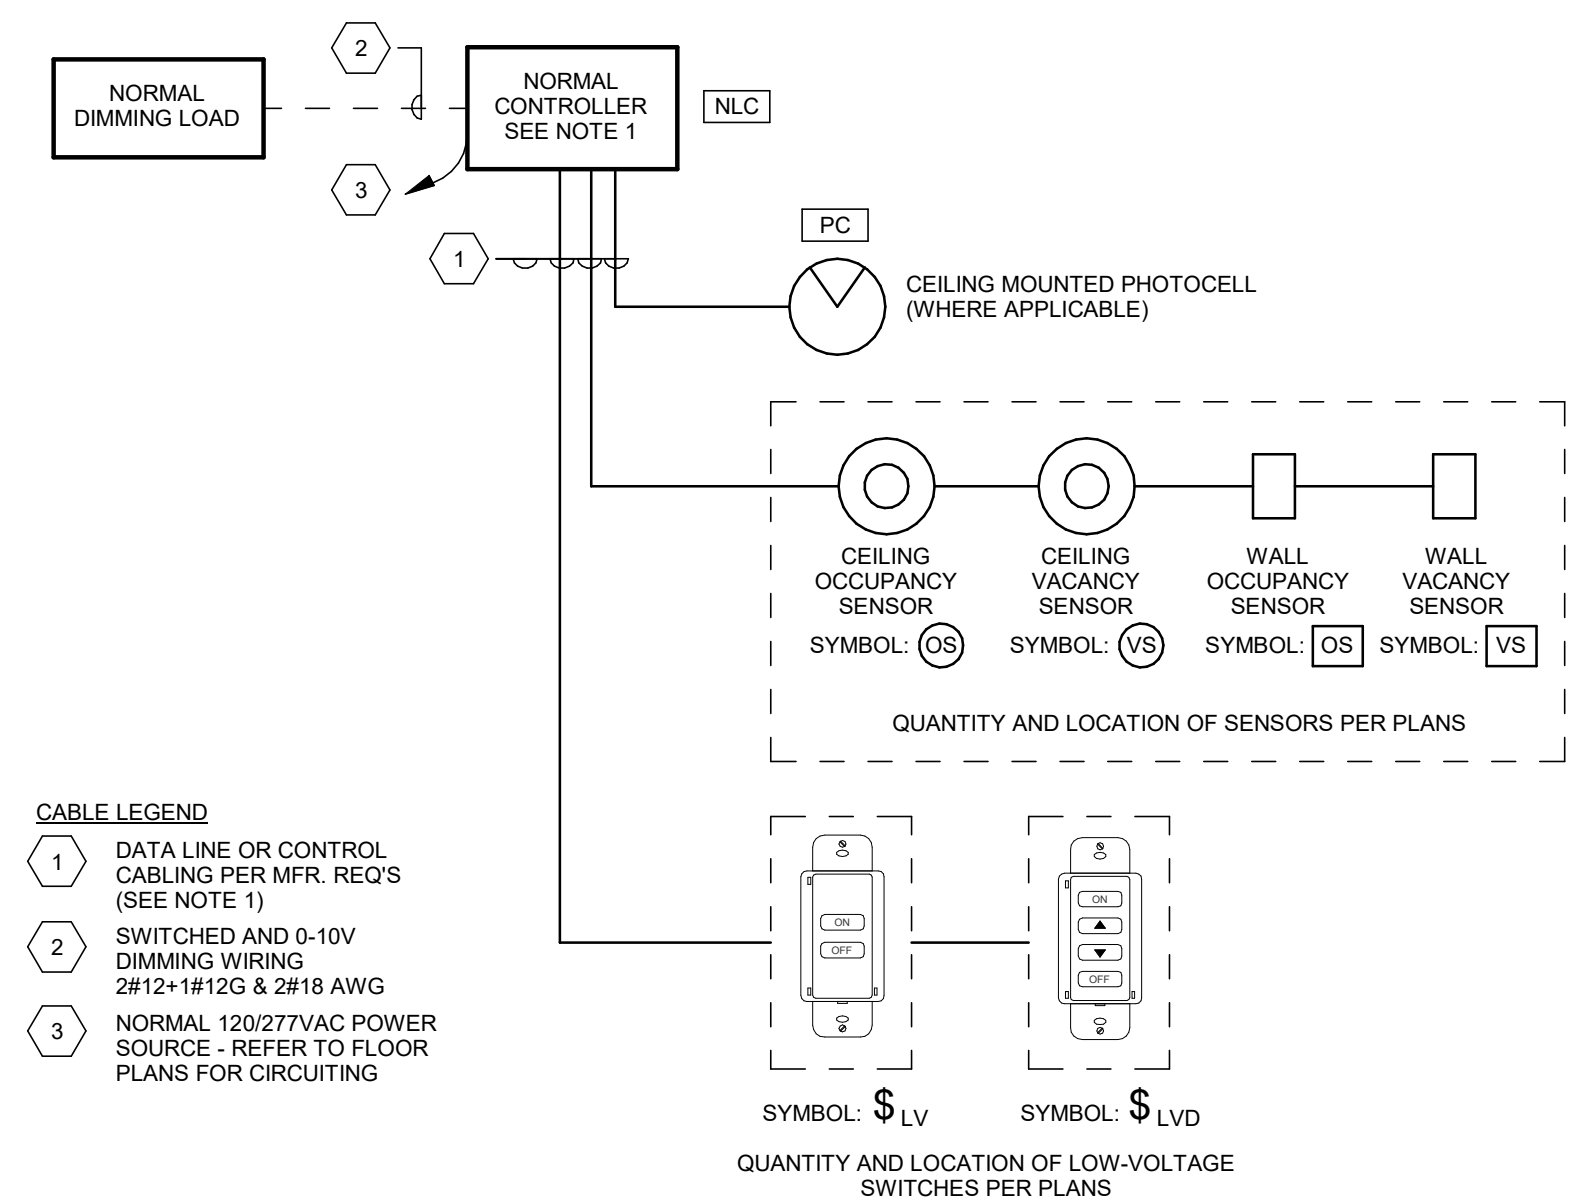 2
NORMAL
DIMMING LOAD
NORMAL
CONTROLLER
SEE NOTE 1
NLC
3
1
PC
CEILING MOUNTED PHOTOCELL
(WHERE APPLICABLE)
CEILING
OCCUPANCY
SENSOR
SYMBOL: OS
CEILING
VACANCY
SENSOR
SYMBOL: VS
WALL
OCCUPANCY
SENSOR
SYMBOL: OS
WALL
VACANCY
SENSOR
SYMBOL: VS
QUANTITY AND LOCATION OF SENSORS PER PLANS
CABLE LEGEND
1
DATA LINE OR CONTROL
CABLING PER MFR. REQ'S
(SEE NOTE 1)
2
SWITCHED AND 0-10V
DIMMING WIRING
2#12+1#12G & 2#18 AWG
3
NORMAL 120/277VAC POWER
SOURCE - REFER TO FLOOR
PLANS FOR CIRCUITING
ON
OFF
ON
OFF
SYMBOL: $ LV
SYMBOL: $ LVD
QUANTITY AND LOCATION OF LOW-VOLTAGE
SWITCHES PER PLANS